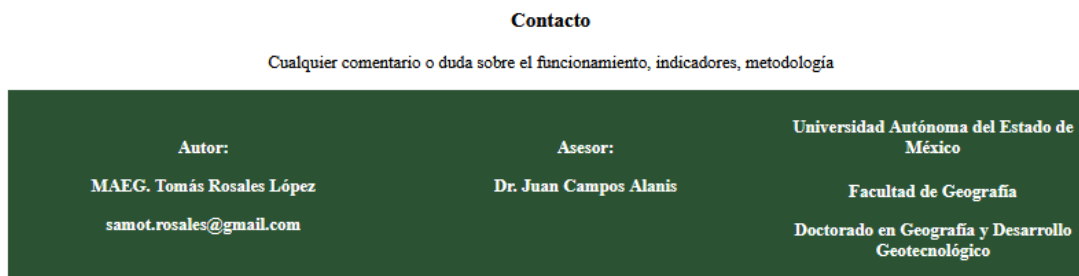 Contacto
Cualquier comentario o duda sobre el funcionamiento, indicadores, metodología
Autor:
MAEG. Tomás Rosales López
samot.rosales@gmail.com
Asesor:
Dr. Juan Campos Alanis
Universidad Autónoma del Estado de
México
Facultad de Geografía
Doctorado en Geografía y Desarrollo
Geotecnológico